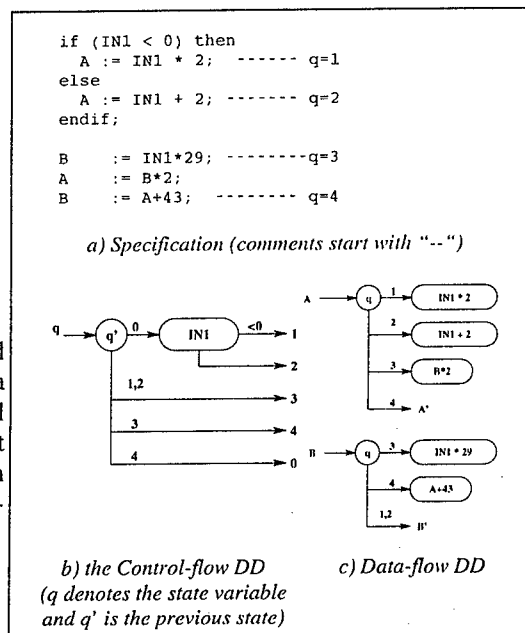 if (IN1 < 0) then
A := IN1 * 2; ------ q=1
else
A := IN1 + 2; ------- q=2
endif;
B := IN1*29; --------q=3
A := B*2;
B := A+43; -------- q=4
a) Specification (comments start with "--")
q q' 0 IN1 <0 1
2
1,2 3
3 4
4 0
A q 1 IN1 * 2
2 IN1 + 2
3 B*2
4 A'
B q 3 IN1 * 29
4 A+43
1,2 B'
b) the Control-flow DD
(q denotes the state variable
and q' is the previous state)
c) Data-flow DD